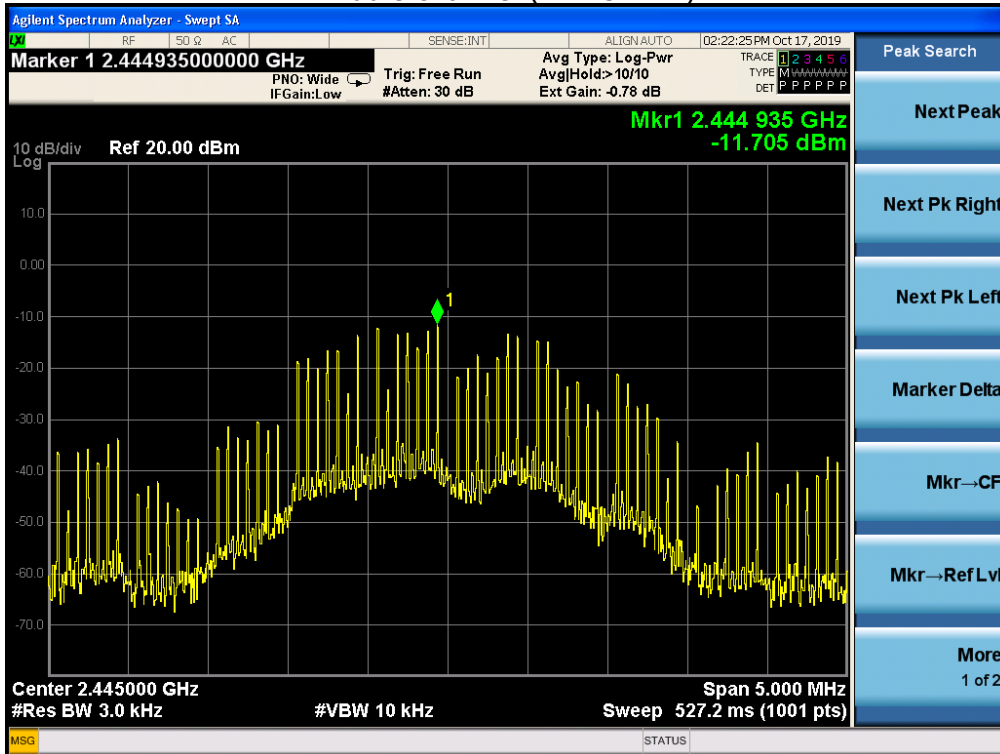 Agilent Spectrum Analyzer - Swept SA
LXI RF 50 Ω AC SENSE:INT ALIGN AUTO 02:22:25 PM Oct 17, 2019
Marker 1 2.444935000000 GHz
PNO: Wide
IFGain:Low
Trig: Free Run
#Atten: 30 dB
Avg Type: Log-Pwr
Avg|Hold:> 10/10
Ext Gain: -0.78 dB
TRACE 1 2 3 4 5 6
TYPE M
DET P P P P P P
Mkr1 2.444 935 GHz
-11.705 dBm
10 dB/div Ref 20.00 dBm
Log
10.0
0.00
-10.0
-20.0
-30.0
-40.0
-50.0
-60.0
-70.0
1
Center 2.445000 GHz Span 5.000 MHz
#Res BW 3.0 kHz #VBW 10 kHz Sweep 527.2 ms (1001 pts)
MSG STATUS
Peak Search
Next Peak
Next Pk Right
Next Pk Left
Marker Delta
Mkr→CF
Mkr→Ref Lvl
More
1 of 2